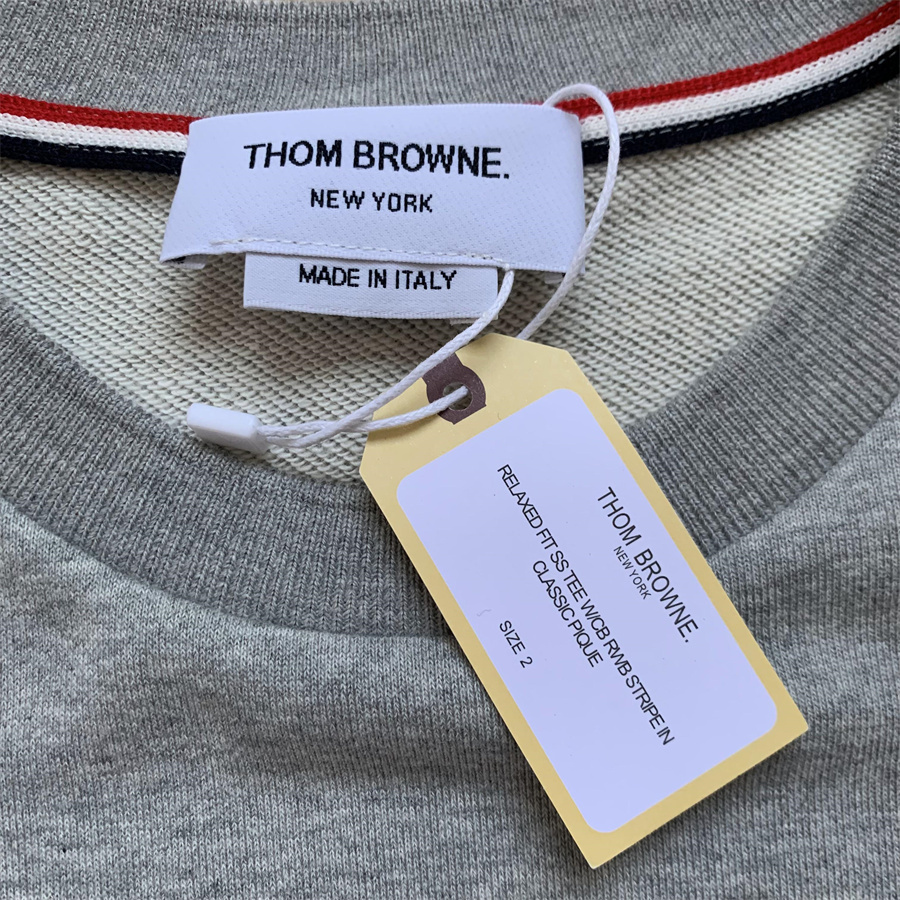 THOM BROWNE.
NEW YORK
MADE IN ITALY
THOM BROWNE.
NEW YORK
RELAXED FIT SS TEE W/CB RWB STRIPE IN
CLASSIC PIQUE
SIZE 2